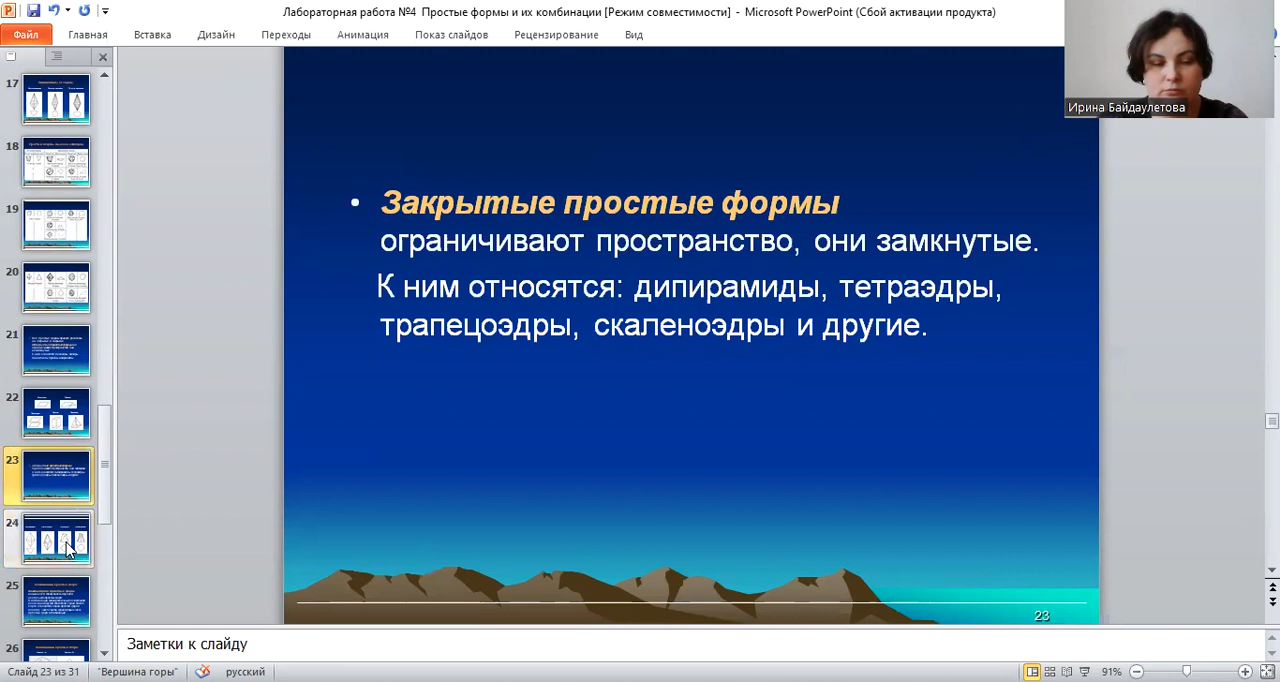 Лабораторная работа №4  Простые формы и их комбинации [Режим совместимости] - Microsoft PowerPoint (Сбой активации продукта)
Файл Главная Вставка Дизайн Переходы Анимация Показ слайдов Рецензирование Вид
Ирина Байдаулетова
17
18
19
20
21
22
23
24
25
26
• Закрытые простые формы
ограничивают пространство, они замкнутые.
К ним относятся: дипирамиды, тетраэдры,
трапецоэдры, скаленоэдры и другие.
23
Заметки к слайду
Слайд 23 из 31 "Вершина горы" русский 91%